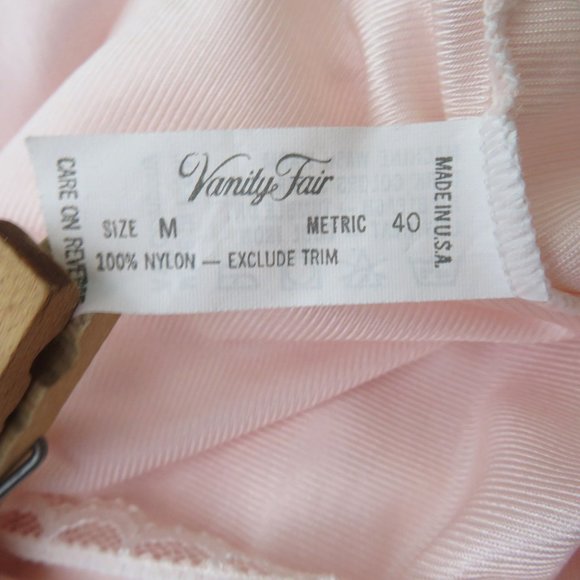 Vanity Fair
SIZE M METRIC 40
100% NYLON — EXCLUDE TRIM
CARE ON REVERSE
MADE IN U.S.A.